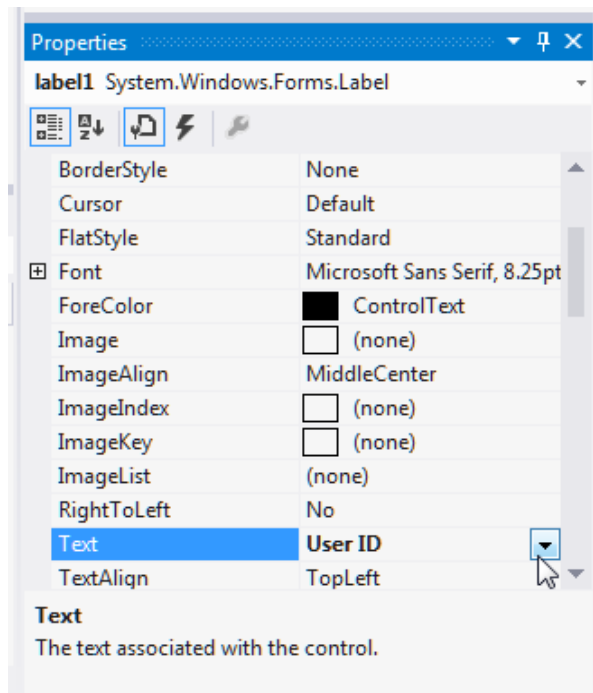 Properties
label1 System.Windows.Forms.Label
BorderStyle None
Cursor Default
FlatStyle Standard
Font Microsoft Sans Serif, 8.25pt
ForeColor ControlText
Image (none)
ImageAlign MiddleCenter
ImageIndex (none)
ImageKey (none)
ImageList (none)
RightToLeft No
Text User ID
TextAlign TopLeft
Text
The text associated with the control.